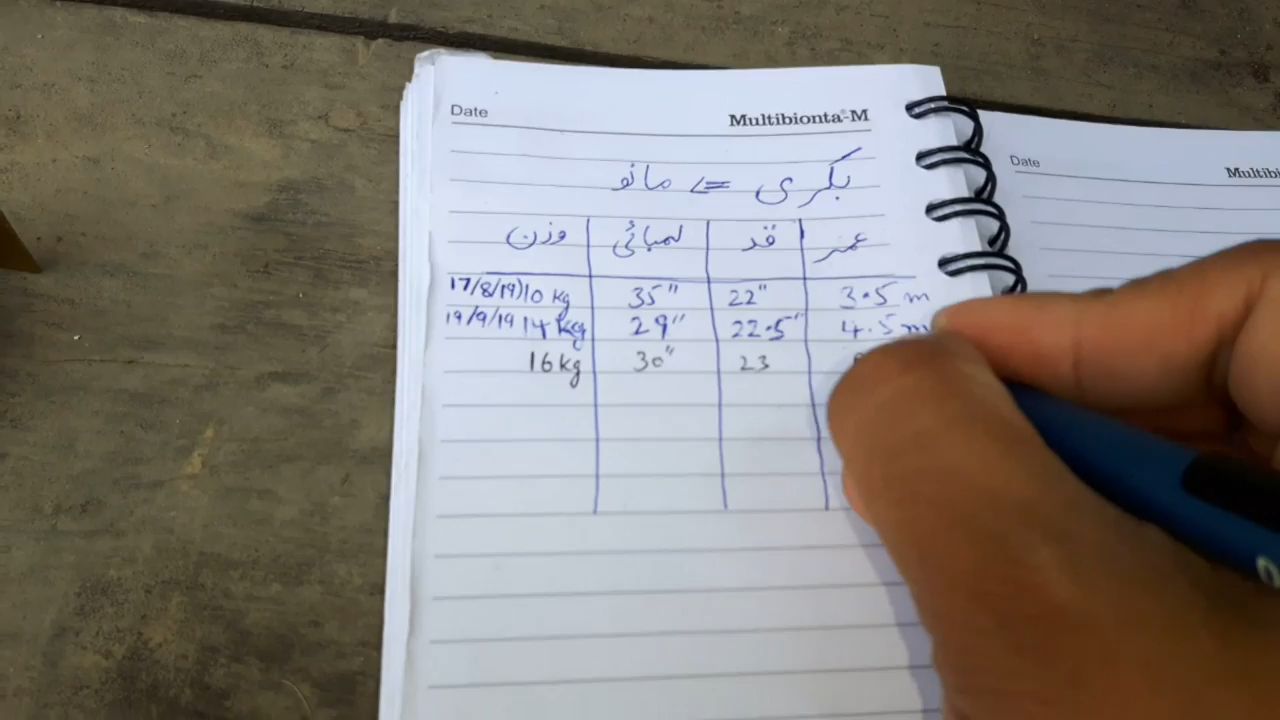 Date Multibionta®-M
بکری => مانو
عمر قد لمبائی وزن
17/8/19) 10 kg 35" 22" 3.5 m
19/9/19 14 kg 29" 22.5" 4.5 m
16 kg 30" 23
Date Multibi